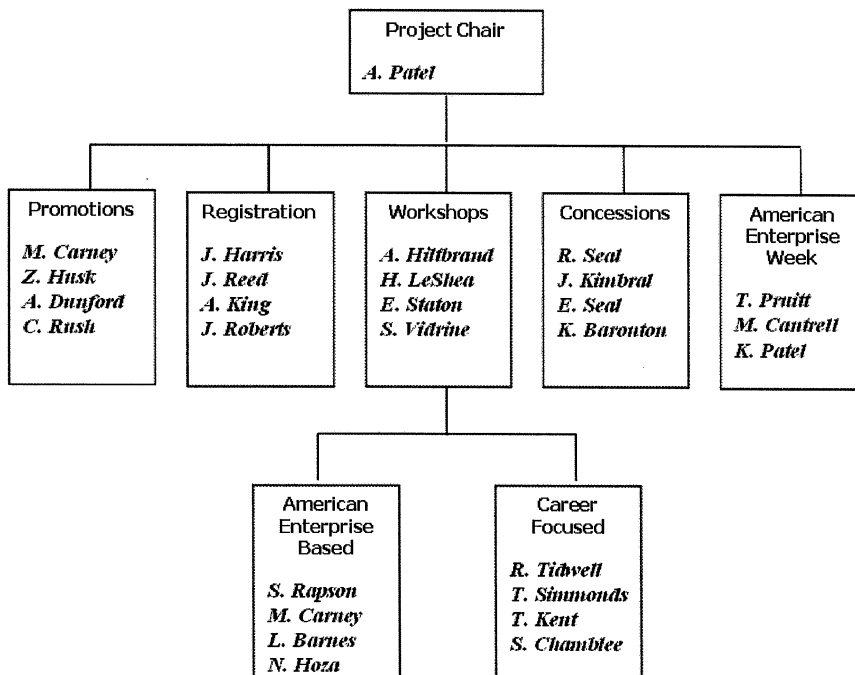 Project Chair
A. Patel
Promotions
M. Carney
Z. Husk
A. Dunford
C. Rush
Registration
J. Harris
J. Reed
A. King
J. Roberts
Workshops
A. Hiltbrand
H. LeShea
E. Staton
S. Vidrine
Concessions
R. Seal
J. Kimbral
E. Seal
K. Barouton
American
Enterprise
Week
T. Pruitt
M. Cantrell
K. Patel
American
Enterprise
Based
S. Rapson
M. Carney
L. Barnes
N. Hoza
Career
Focused
R. Tidwell
T. Simmonds
T. Kent
S. Chamblee